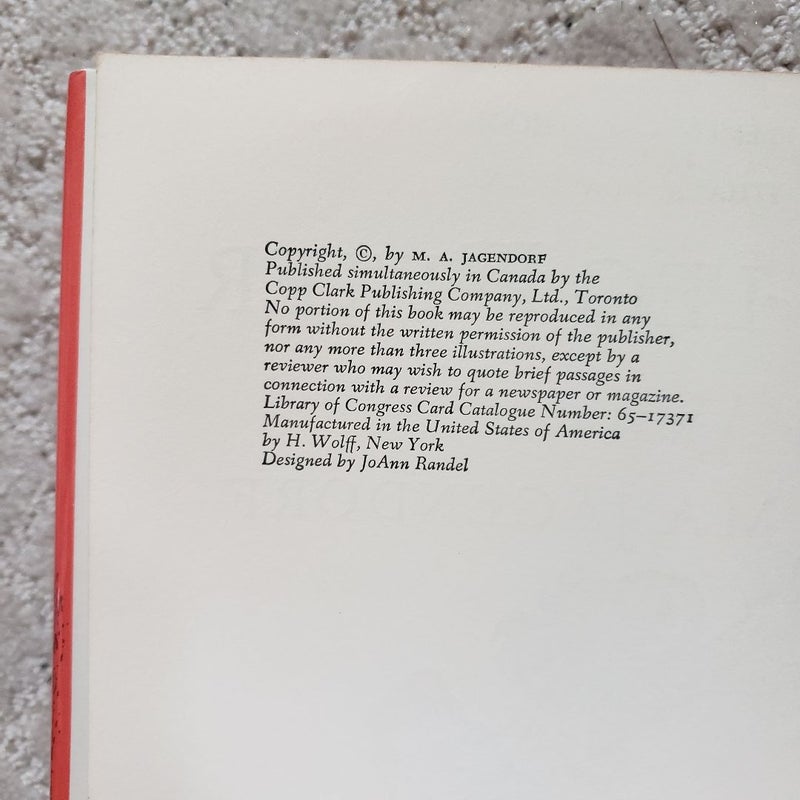 Copyright, ©, by M. A. JAGENDORF
Published simultaneously in Canada by the
Copp Clark Publishing Company, Ltd., Toronto
No portion of this book may be reproduced in any
form without the written permission of the publisher,
nor any more than three illustrations, except by a
reviewer who may wish to quote brief passages in
connection with a review for a newspaper or magazine.
Library of Congress Card Catalogue Number: 65-17371
Manufactured in the United States of America
by H. Wolff, New York
Designed by JoAnn Randel